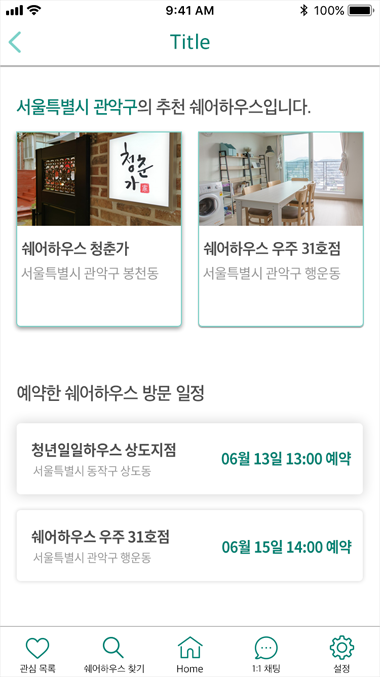 9:41 AM
100%
Title
서울특별시 관악구의 추천 쉐어하우스입니다.
청춘가
쉐어하우스 청춘가
서울특별시 관악구 봉천동
쉐어하우스 우주 31호점
서울특별시 관악구 행운동
예약한 쉐어하우스 방문 일정
청년일일하우스 상도지점
서울특별시 동작구 상도동
06월 13일 13:00 예약
쉐어하우스 우주 31호점
서울특별시 관악구 행운동
06월 15일 14:00 예약
관심 목록
쉐어하우스 찾기
Home
1:1 채팅
설정